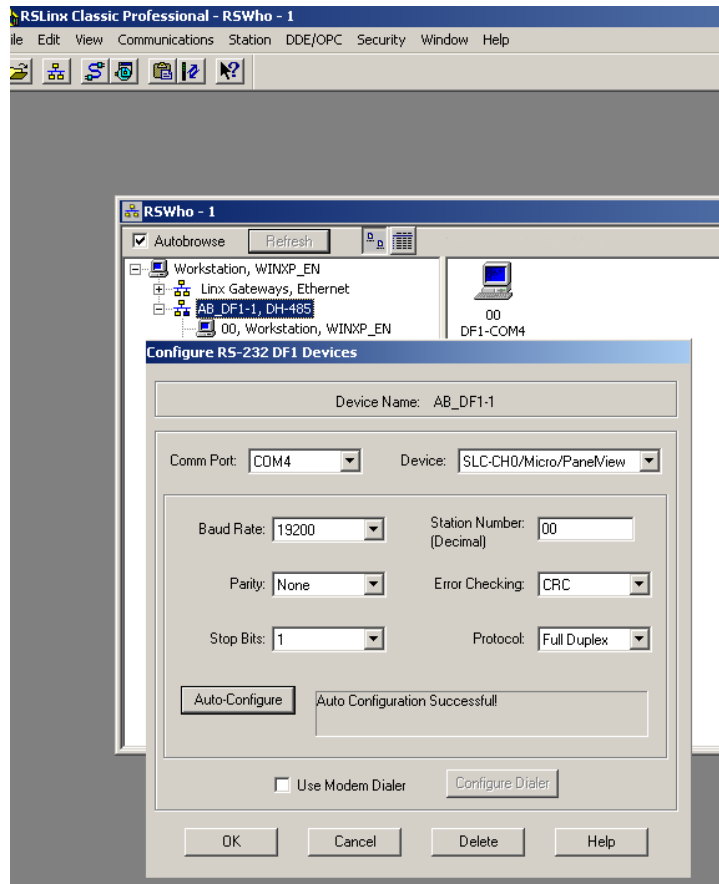 RSLinx Classic Professional - RSWho - 1
ile Edit View Communications Station DDE/OPC Security Window Help
RSWho - 1
Autobrowse Refresh
Workstation, WINXP_EN
Linx Gateways, Ethernet
AB_DF1-1, DH-485
00, Workstation, WINXP_EN
00
DF1-COM4
Configure RS-232 DF1 Devices
Device Name: AB_DF1-1
Comm Port: COM4 Device: SLC-CH0/Micro/PanelView
Baud Rate: 19200 Station Number: 00
(Decimal)
Parity: None Error Checking: CRC
Stop Bits: 1 Protocol: Full Duplex
Auto-Configure Auto Configuration Successful!
Use Modem Dialer Configure Dialer
OK Cancel Delete Help